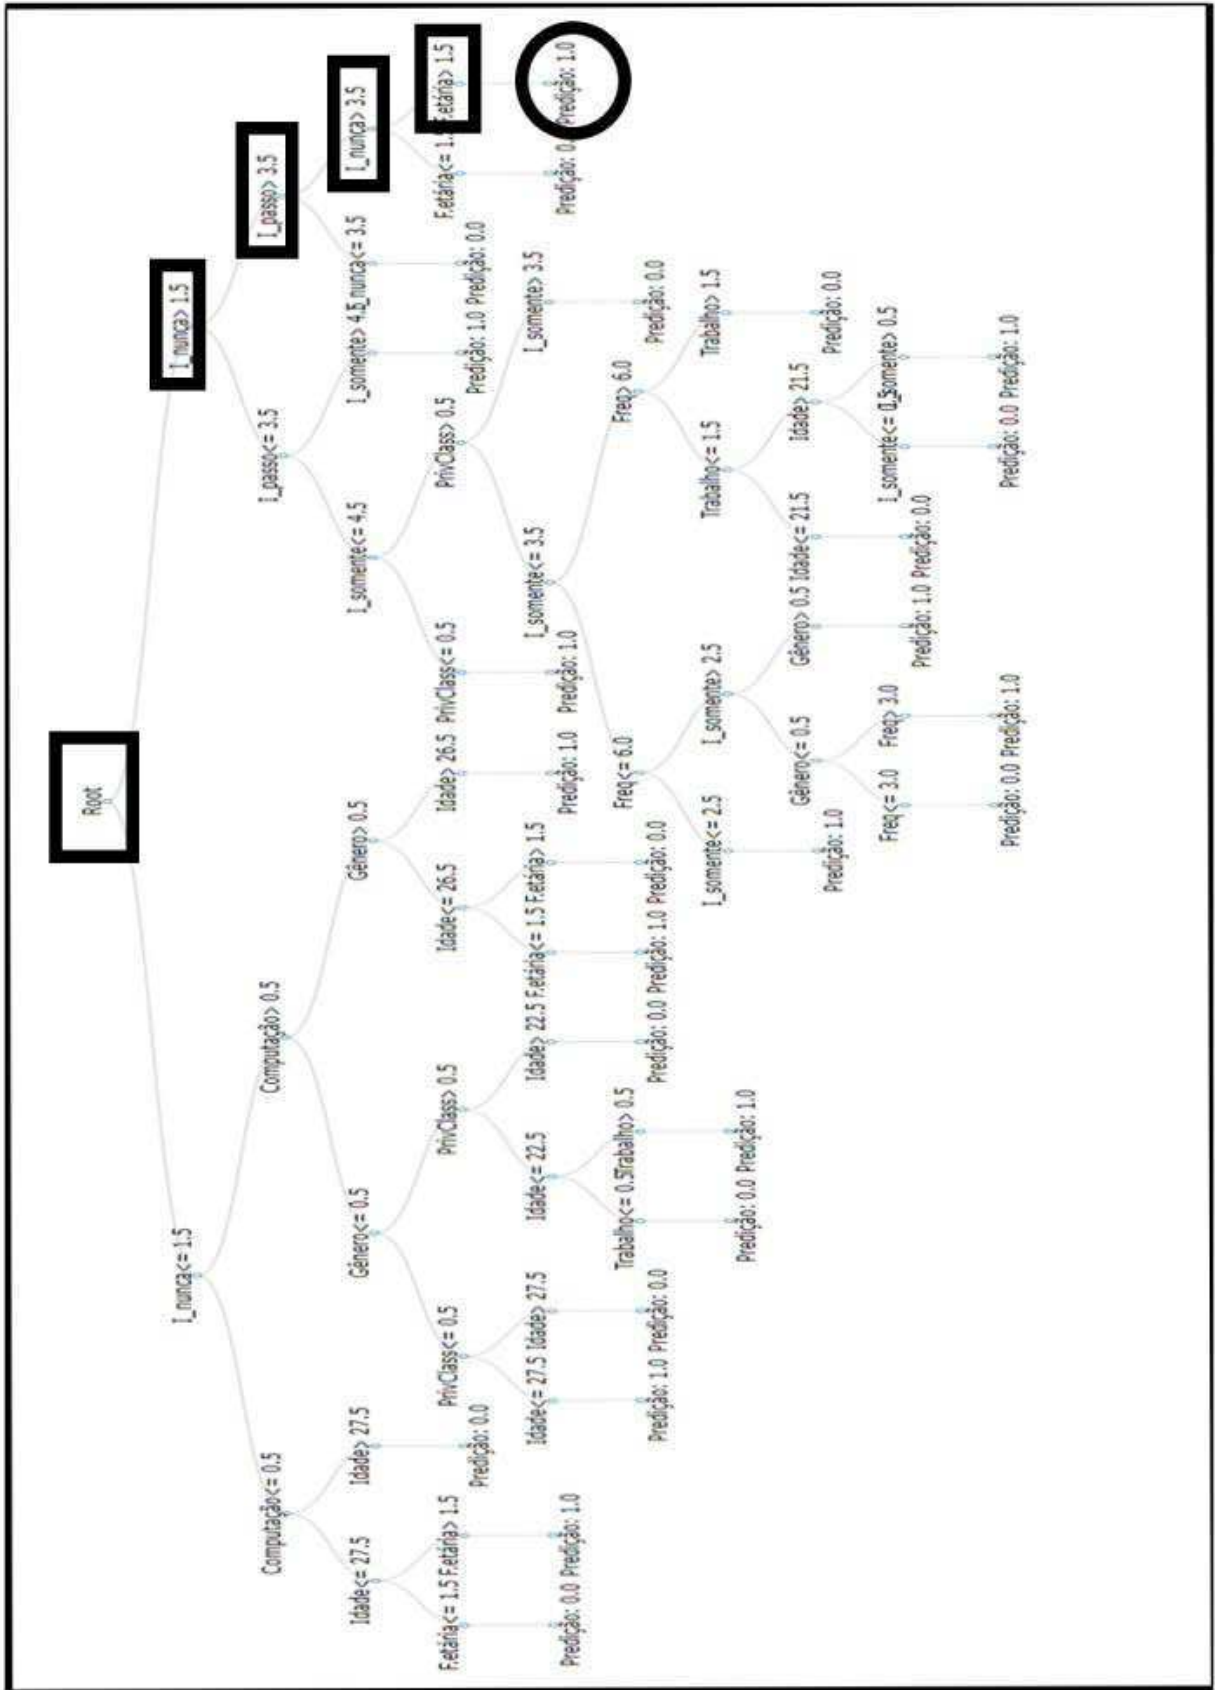 Root
I_nunca<= 1.5
I_nunca> 1.5
Computação<= 0.5
Computação> 0.5
I_passo<= 3.5
I_passo> 3.5
Idade<= 27.5
Idade> 27.5
Gênero<= 0.5
Gênero> 0.5
I_somente<= 4.5
I_somente> 4.5
I_nunca<= 3.5
I_nunca> 3.5
F.etária<= 1.5
F.etária> 1.5
Predição: 0.0
PrivClass<= 0.5
PrivClass> 0.5
Idade<= 26.5
Idade> 26.5
PrivClass<= 0.5
PrivClass> 0.5
Predição: 1.0
Predição: 0.0
F.etária<= 1.5
F.etária> 1.5
Predição: 0.0
Predição: 1.0
Idade<= 27.5
Idade> 27.5
Idade<= 22.5
Idade> 22.5
F.etária<= 1.5
F.etária> 1.5
Predição: 1.0
Predição: 1.0
I_somente<= 3.5
I_somente> 3.5
Predição: 0.0
Predição: 1.0
Predição: 1.0
Predição: 0.0
Trabalho<= 0.5
Trabalho> 0.5
Predição: 0.0
Predição: 1.0
Predição: 0.0
Freq<= 6.0
Freq> 6.0
Predição: 0.0
Predição: 0.0
Predição: 1.0
I_somente<= 2.5
I_somente> 2.5
Trabalho<= 1.5
Trabalho> 1.5
Predição: 1.0
Gênero<= 0.5
Gênero> 0.5
Idade<= 21.5
Idade> 21.5
Predição: 0.0
Freq<= 3.0
Freq> 3.0
Predição: 1.0
Predição: 0.0
I_somente<= 0.5
I_somente> 0.5
Predição: 0.0
Predição: 1.0
Predição: 0.0
Predição: 1.0